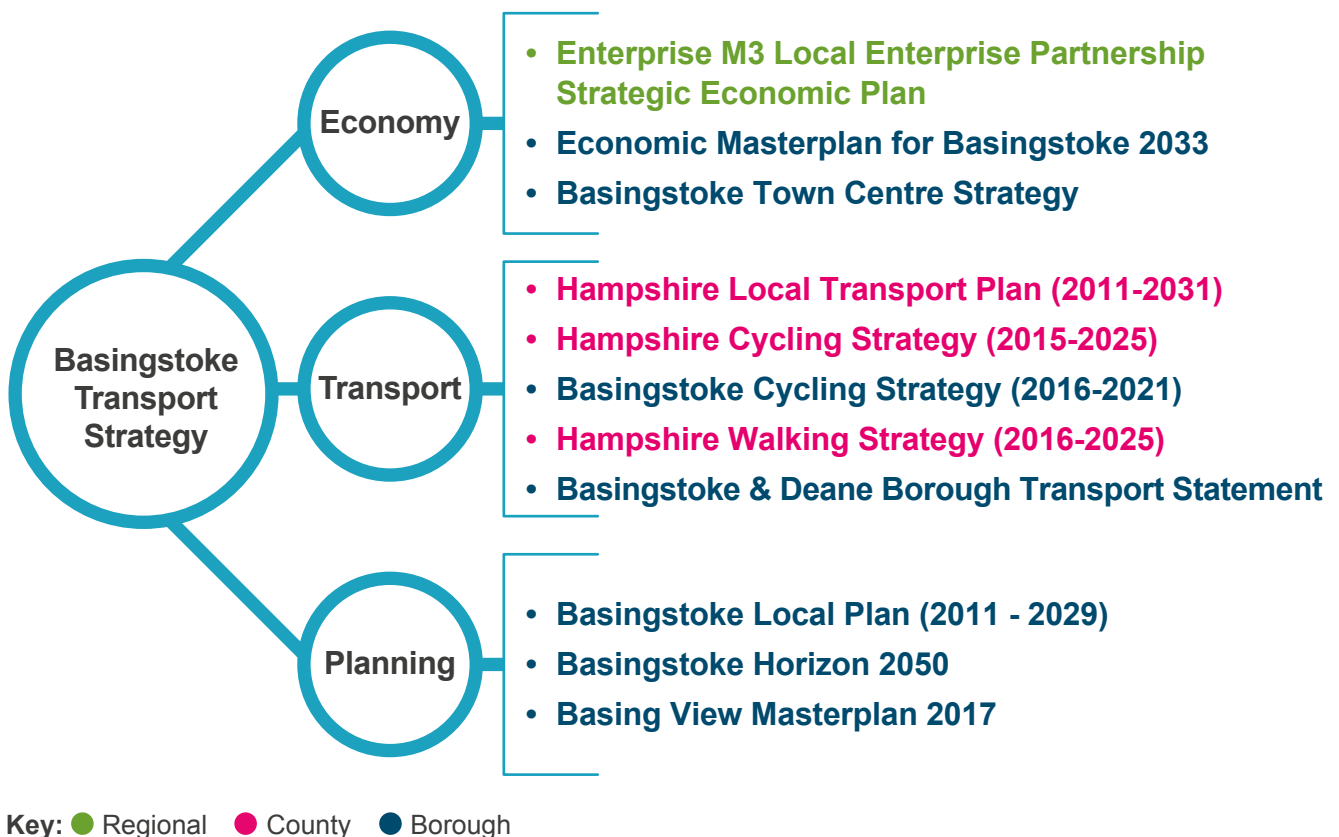 Basingstoke
Transport
Strategy
Economy
• Enterprise M3 Local Enterprise Partnership
Strategic Economic Plan
• Economic Masterplan for Basingstoke 2033
• Basingstoke Town Centre Strategy
Transport
• Hampshire Local Transport Plan (2011-2031)
• Hampshire Cycling Strategy (2015-2025)
• Basingstoke Cycling Strategy (2016-2021)
• Hampshire Walking Strategy (2016-2025)
• Basingstoke & Deane Borough Transport Statement
Planning
• Basingstoke Local Plan (2011 - 2029)
• Basingstoke Horizon 2050
• Basing View Masterplan 2017
Key: Regional County Borough